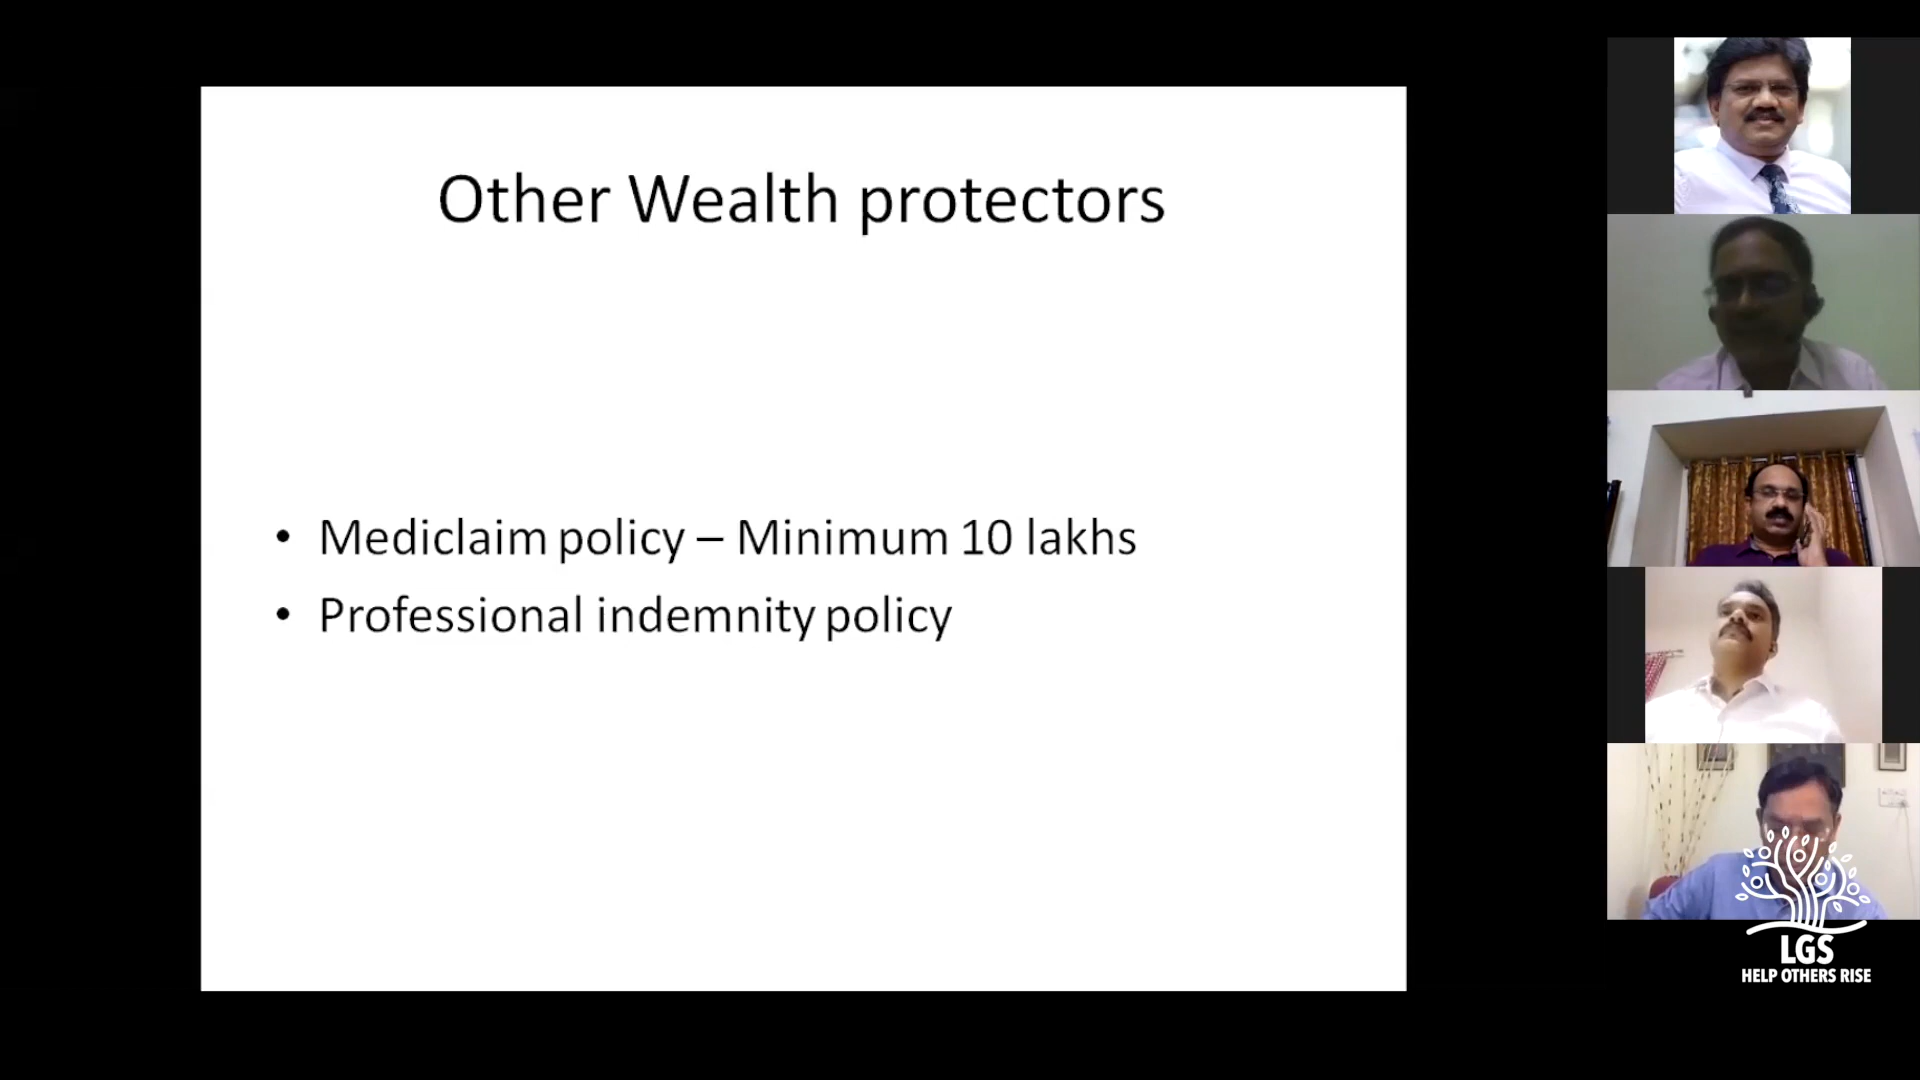 Other Wealth protectors
• Mediclaim policy – Minimum 10 lakhs
• Professional indemnity policy
LGS
HELP OTHERS RISE